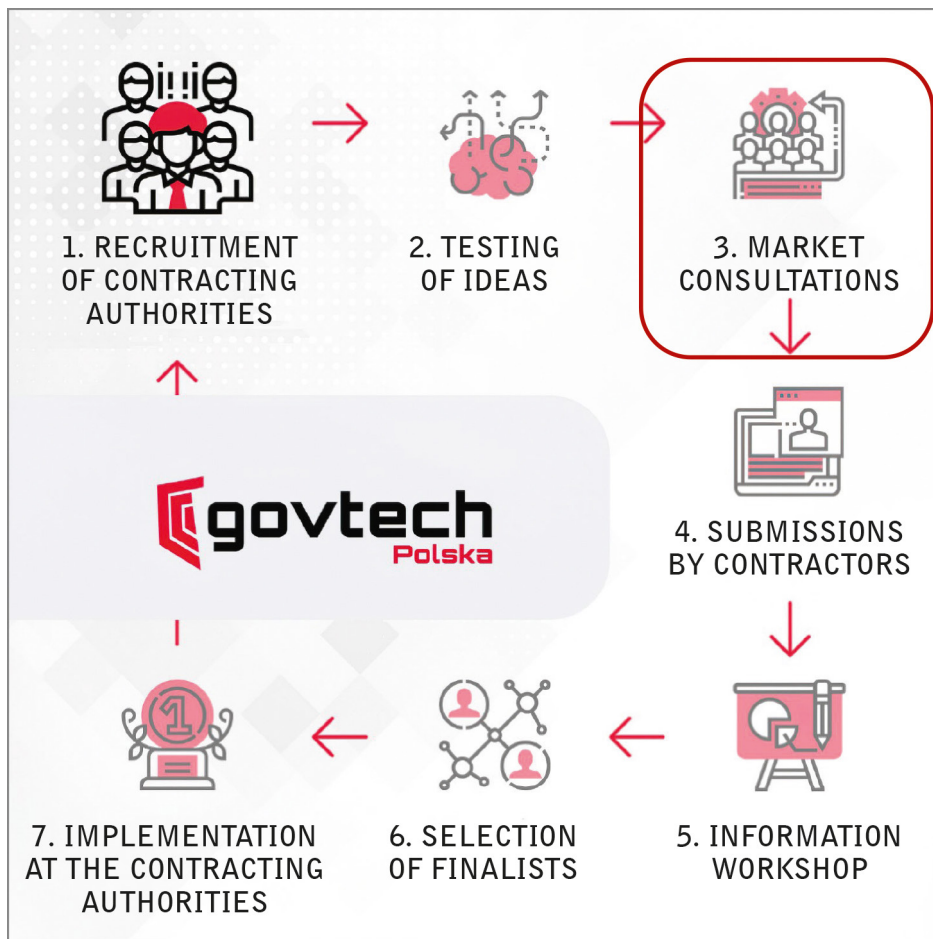 1. RECRUITMENT
OF CONTRACTING
AUTHORITIES
2. TESTING
OF IDEAS
3. MARKET
CONSULTATIONS
govtech
Polska
4. SUBMISSIONS
BY CONTRACTORS
5. INFORMATION
WORKSHOP
6. SELECTION
OF FINALISTS
7. IMPLEMENTATION
AT THE CONTRACTING
AUTHORITIES
1